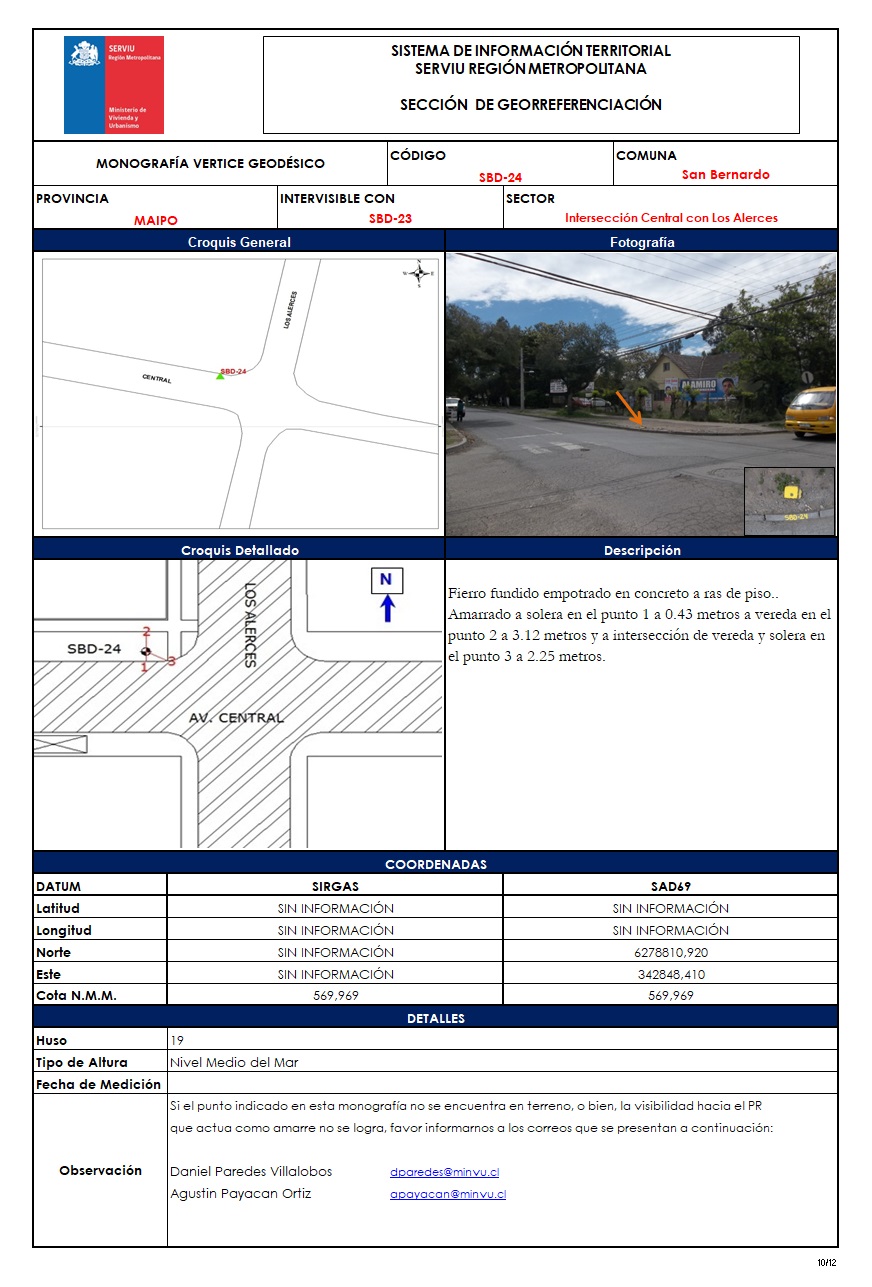 SERVIU
Región Metropolitana
Ministerio de
Vivienda y
Urbanismo
SISTEMA DE INFORMACIÓN TERRITORIAL
SERVIU REGIÓN METROPOLITANA
SECCIÓN DE GEORREFERENCIACIÓN
MONOGRAFÍA VERTICE GEODÉSICO
CÓDIGO
SBD-24
COMUNA
San Bernardo
PROVINCIA
MAIPO
INTERVISIBLE CON
SBD-23
SECTOR
Intersección Central con Los Alerces
Croquis General
Fotografía
N
W E
S
LOS ALERCES
SBD-24
CENTRAL
ALAMIRO
SBD-24
Croquis Detallado
Descripción
N
LOS ALERCES
2
SBD-24
3
1
AV. CENTRAL
Fierro fundido empotrado en concreto a ras de piso..
Amarrado a solera en el punto 1 a 0.43 metros a vereda en el
punto 2 a 3.12 metros y a intersección de vereda y solera en
el punto 3 a 2.25 metros.
COORDENADAS
DATUM SIRGAS SAD69
Latitud SIN INFORMACIÓN SIN INFORMACIÓN
Longitud SIN INFORMACIÓN SIN INFORMACIÓN
Norte SIN INFORMACIÓN 6278810,920
Este SIN INFORMACIÓN 342848,410
Cota N.M.M. 569,969 569,969
DETALLES
Huso 19
Tipo de Altura Nivel Medio del Mar
Fecha de Medición
Observación
Si el punto indicado en esta monografía no se encuentra en terreno, o bien, la visibilidad hacia el PR
que actua como amarre no se logra, favor informarnos a los correos que se presentan a continuación:
Daniel Paredes Villalobos dparedes@minvu.cl
Agustin Payacan Ortiz apayacan@minvu.cl
10/12